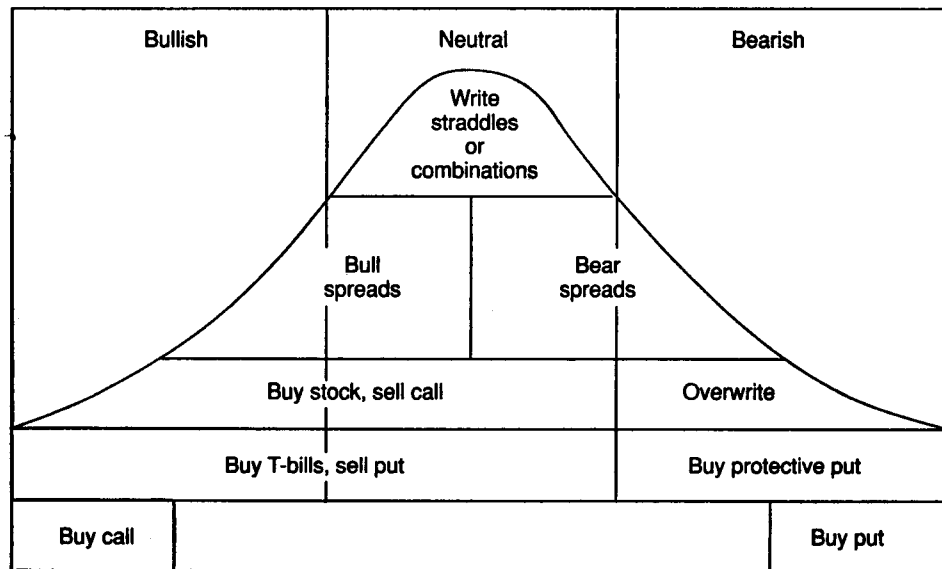 Bullish Neutral Bearish
Write
straddles
or
combinations
Bull
spreads
Bear
spreads
Buy stock, sell call Overwrite
Buy T-bills, sell put Buy protective put
Buy call Buy put